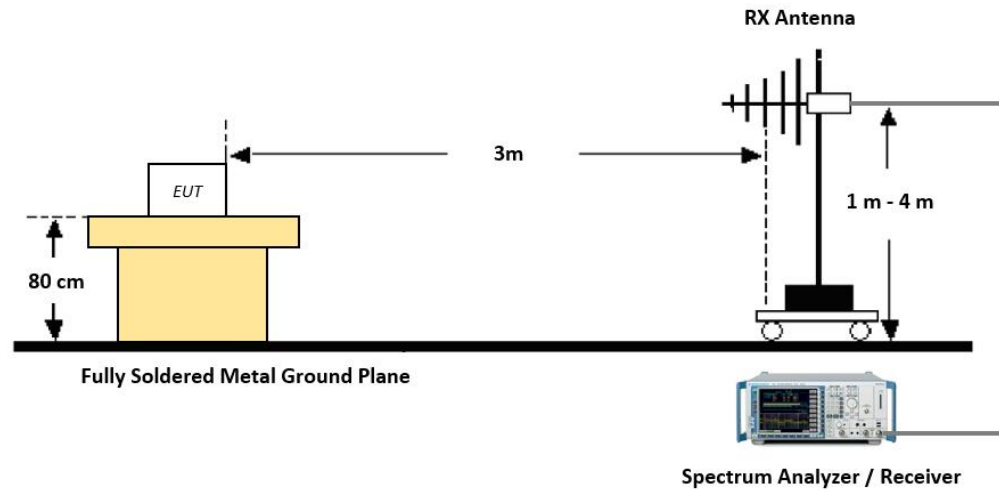 RX Antenna
3m
EUT
1 m - 4 m
80 cm
Fully Soldered Metal Ground Plane
Spectrum Analyzer / Receiver